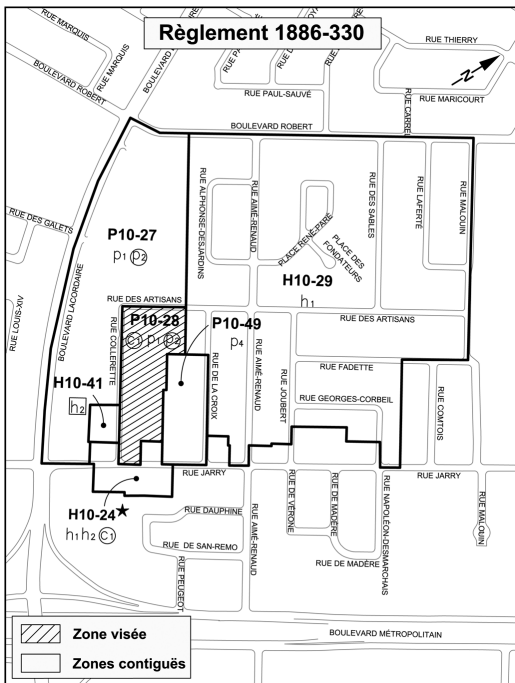 Règlement 1886-330
RUE MARQUIS
BOULEVARD ROBERT
RUE MARQUIS
BOULEVARD
RUE PA
RUE D
RUE
RUE PAUL-SAUVÉ
BOULEVARD ROBERT
RUE THIERRY
N
RUE MARICOURT
RUE CARREL
RUE DES GALETS
RUE LOUIS-XIV
BOULEVARD LACORDAIRE
P10-27
p1 p2
RUE ALPHONSE-DESJARDINS
RUE AIMÉ-RENAUD
PLACE RENÉ-PARÉ
PLACE DES FONDATEURS
RUE DES SABLES
RUE LAFERTÉ
RUE MALOUIN
H10-29
h1
RUE DES ARTISANS
RUE DES ARTISANS
RUE COLLERETTE
P10-28
c1 p1 p2
P10-49
p4
RUE DE LA CROIX
RUE AIMÉ-RENAUD
RUE JOUBERT
RUE FADETTE
RUE GEORGES-CORBEIL
RUE COMTOIS
H10-41
h2
RUE JARRY
RUE JARRY
H10-24★
h1 h2 c1
RUE DAUPHINE
RUE DE SAN-REMO
RUE PEUGEOT
RUE AIMÉ-RENAUD
RUE DE VÉRONE
RUE DE MADÈRE
RUE DE MADÈRE
RUE NAPOLÉON-DESMARCHAIS
RUE MALOUIN
BOULEVARD MÉTROPOLITAIN
Zone visée
Zones contiguës